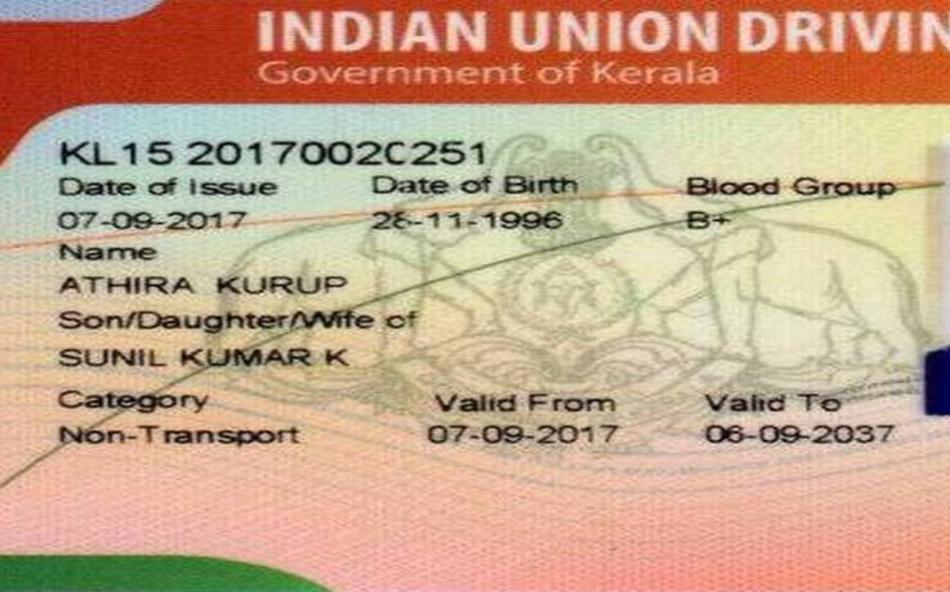 INDIAN UNION DRIVIN
Government of Kerala
KL15 20170020251
Date of Issue Date of Birth Blood Group
07-09-2017 28-11-1996 B+
Name
ATHIRA KURUP
Son/Daughter/Wife of
SUNIL KUMAR K
Category Valid From Valid To
Non-Transport 07-09-2017 06-09-2037